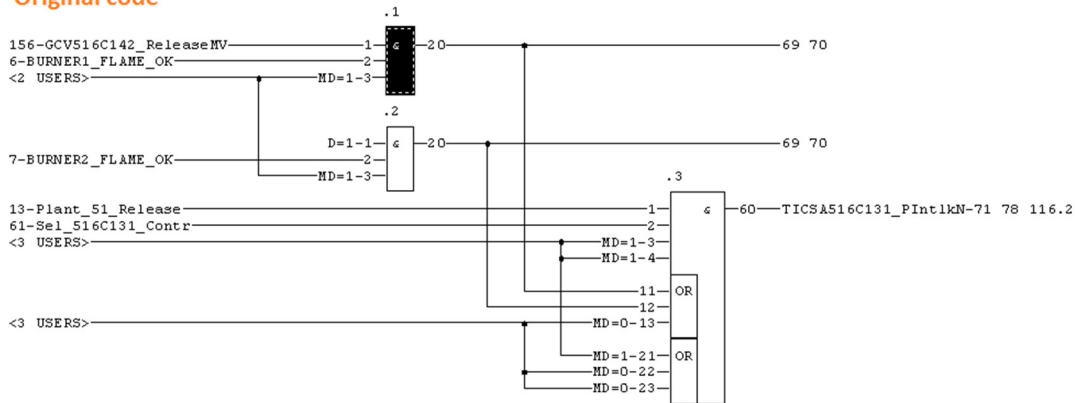 Original code
.1
156-GCV516C142_ReleaseMV 1 & 20 69 70
6-BURNER1_FLAME_OK 2
<2 USERS> MD=1-3
.2
D=1-1 & 20 69 70
7-BURNER2_FLAME_OK 2
MD=1-3
.3
13-Plant_51_Release 1 & 60 TICSA516C131_PIntlkN-71 78 116.2
61-Sel_516C131_Contr 2
<3 USERS> MD=1-3
MD=1-4
11 OR
12
<3 USERS> MD=0-13
MD=1-21 OR
MD=0-22
MD=0-23